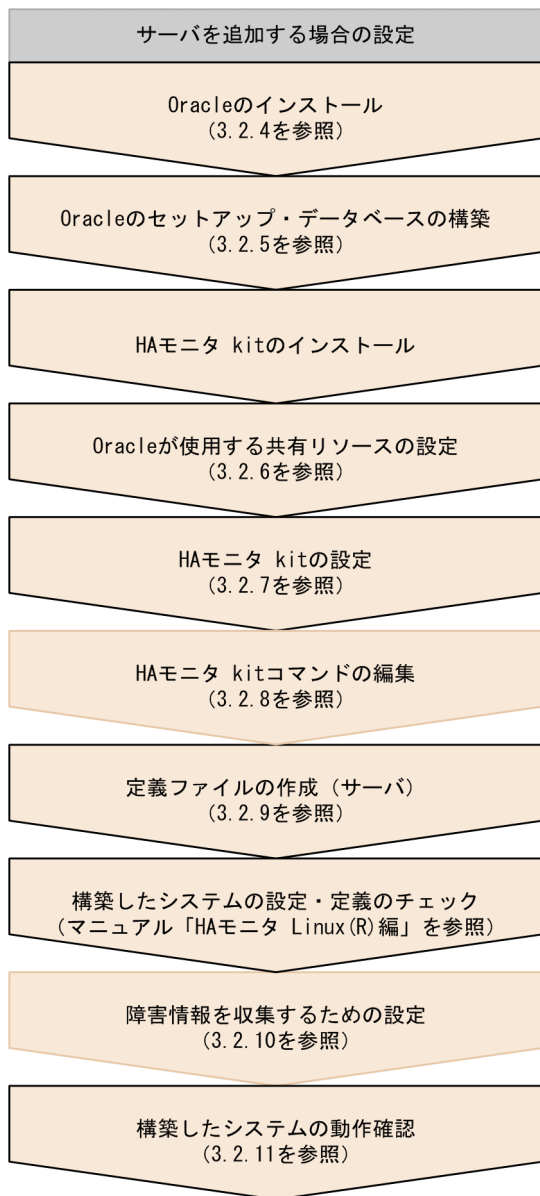 サーバを追加する場合の設定
Oracleのインストール
(3.2.4を参照)
Oracleのセットアップ・データベースの構築
(3.2.5を参照)
HAモニタ kitのインストール
Oracleが使用する共有リソースの設定
(3.2.6を参照)
HAモニタ kitの設定
(3.2.7を参照)
HAモニタ kitコマンドの編集
(3.2.8を参照)
定義ファイルの作成（サーバ）
(3.2.9を参照)
構築したシステムの設定・定義のチェック
(マニュアル「HAモニタ Linux(R)編」を参照)
障害情報を収集するための設定
(3.2.10を参照)
構築したシステムの動作確認
(3.2.11を参照)